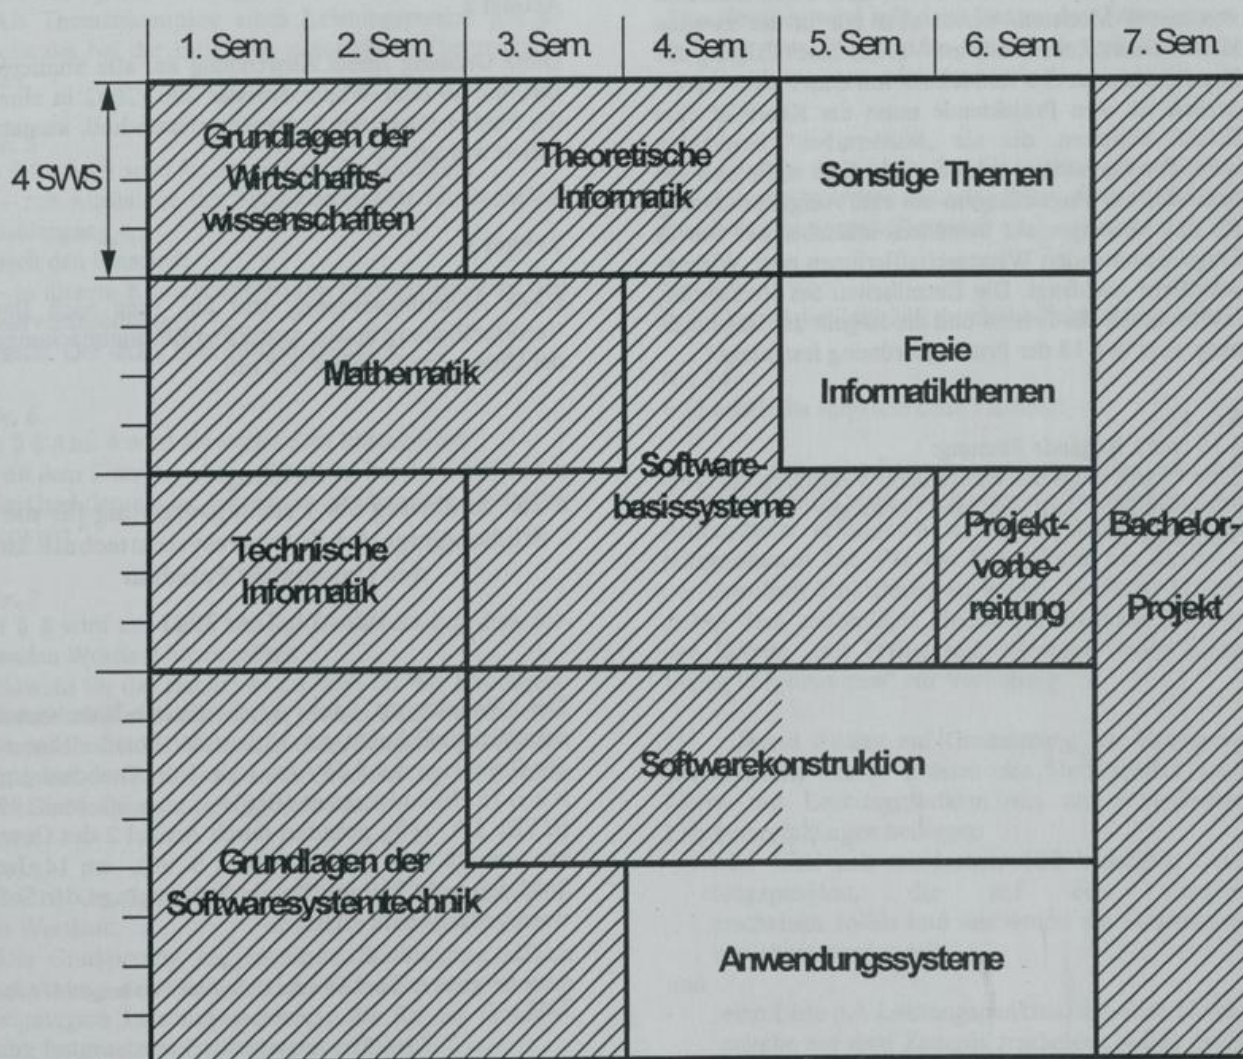 1. Sem.
2. Sem.
3. Sem.
4. Sem.
5. Sem.
6. Sem.
7. Sem.
4 SWS
Grundlagen der
Wirtschafts-
wissenschaften
Theoretische
Informatik
Sonstige Themen
Mathematik
Freie
Informatikthemen
Software-
basissysteme
Technische
Informatik
Projekt-
vorbe-
reitung
Bachelor-
Projekt
Softwarekonstruktion
Grundlagen der
Softwaresystemtechnik
Anwendungssysteme